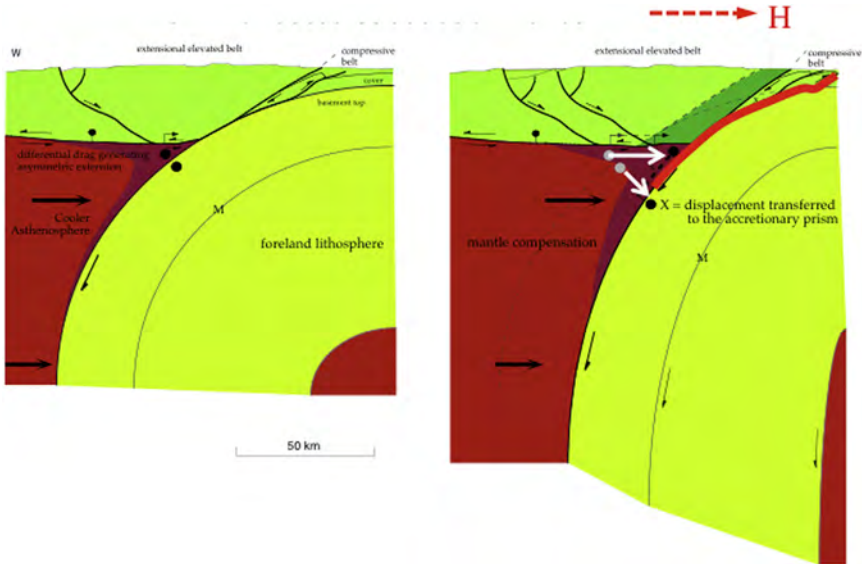 H
W
extensional elevated belt
compressive
belt
cover
basement top
differential drag generating
asymmetric extension
Cooler
Asthenosphere
M
foreland lithosphere
50 km
extensional elevated belt
compressive
belt
X = displacement transferred
to the accretionary prism
mantle compensation
M